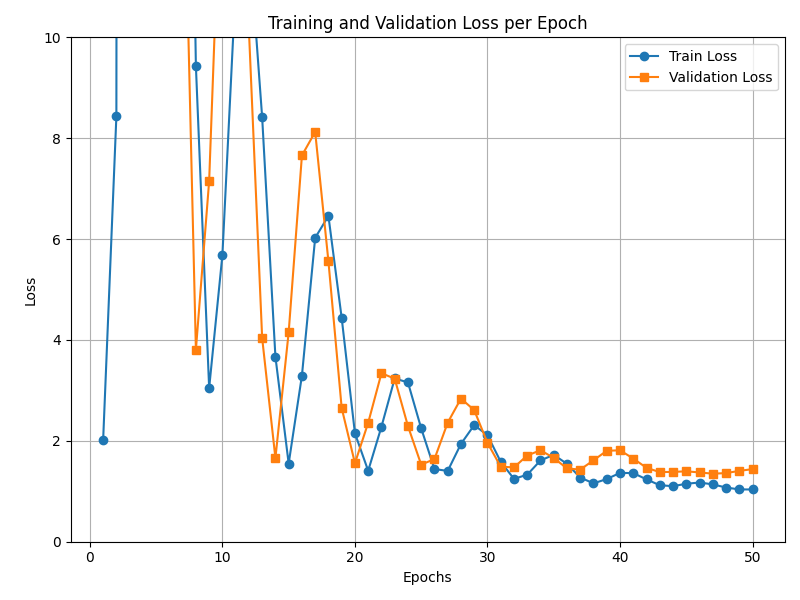 Training and Validation Loss per Epoch
Train Loss
Validation Loss
Loss
10
8
6
4
2
0
0 10 20 30 40 50
Epochs